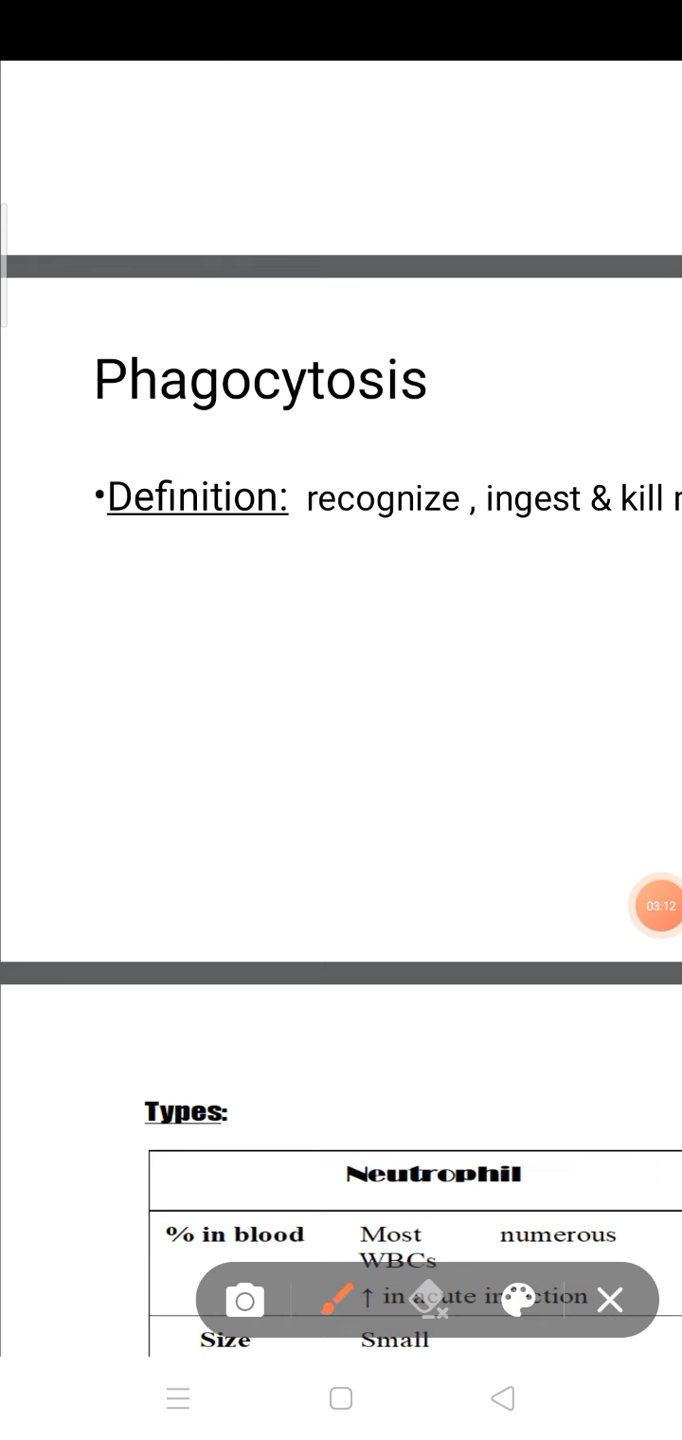 Phagocytosis
•Definition: recognize , ingest & kill
03:12
Types:
Neutrophil
% in blood Most numerous
WBCs
↑ in acute infection
Size Small